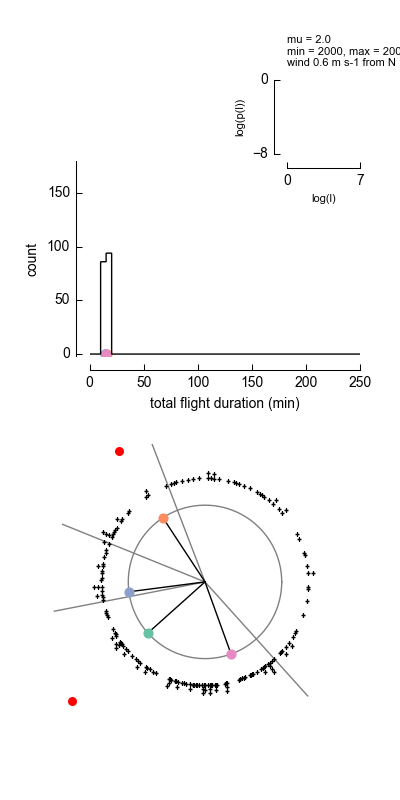 mu = 2.0
min = 2000, max = 200
wind 0.6 m s-1 from N
0
log(p(l))
−8
0 7
log(l)
150
100
50
0
count
0 50 100 150 200 250
total flight duration (min)